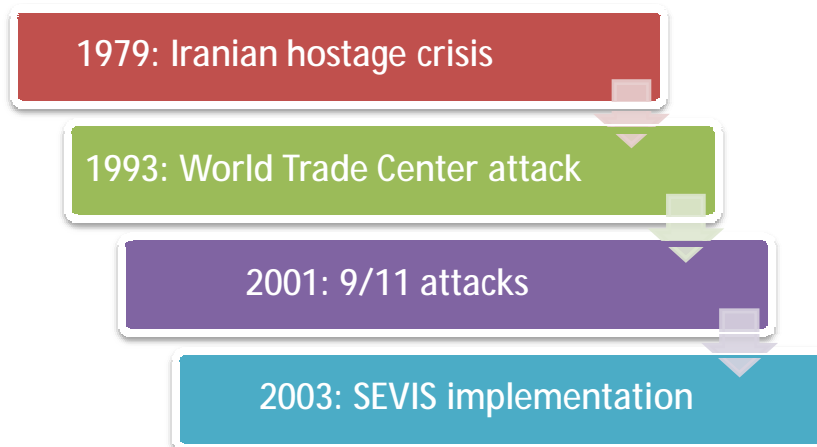 1979: Iranian hostage crisis
1993: World Trade Center attack
2001: 9/11 attacks
2003: SEVIS implementation